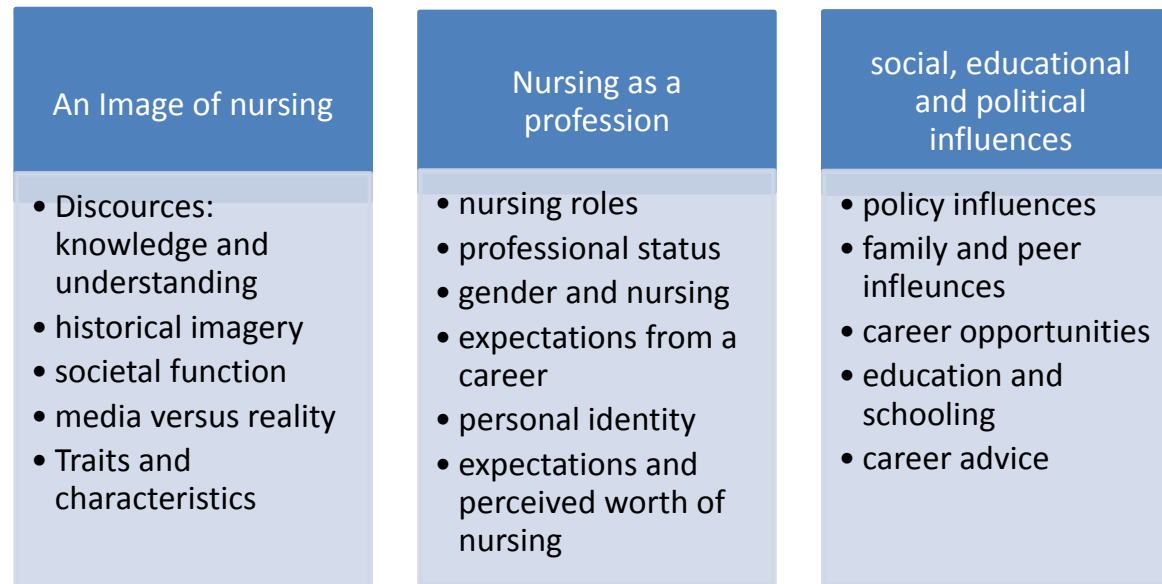 An Image of nursing
• Discources:
knowledge and
understanding
• historical imagery
• societal function
• media versus reality
• Traits and
characteristics
Nursing as a
profession
• nursing roles
• professional status
• gender and nursing
• expectations from a
career
• personal identity
• expectations and
perceived worth of
nursing
social, educational
and political
influences
• policy influences
• family and peer
infleunces
• career opportunities
• education and
schooling
• career advice